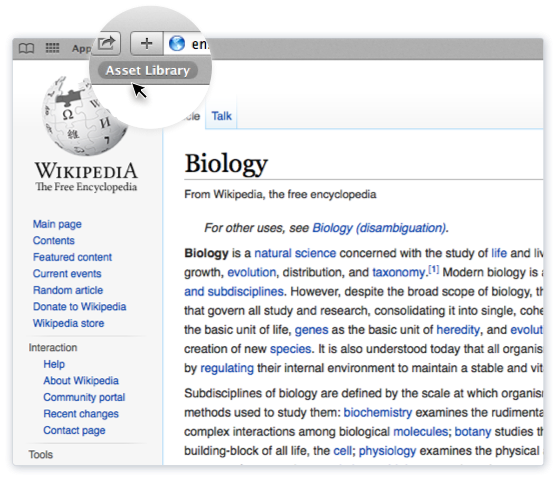 en
App
Asset Library
Ω
И
維
WIKIPEDIA
The Free Encyclopedia
Main page
Contents
Featured content
Current events
Random article
Donate to Wikipedia
Wikipedia store
Interaction
Help
About Wikipedia
Community portal
Recent changes
Contact page
Tools
cle Talk
Biology
From Wikipedia, the free encyclopedia
For other uses, see Biology (disambiguation).
Biology is a natural science concerned with the study of life and liv
growth, evolution, distribution, and taxonomy.[1] Modern biology is a
and subdisciplines. However, despite the broad scope of biology, th
that govern all study and research, consolidating it into single, cohe
the basic unit of life, genes as the basic unit of heredity, and evolut
creation of new species. It is also understood today that all organis
by regulating their internal environment to maintain a stable and vit
Subdisciplines of biology are defined by the scale at which organisr
methods used to study them: biochemistry examines the rudimenta
complex interactions among biological molecules; botany studies th
building-block of all life, the cell; physiology examines the physical a